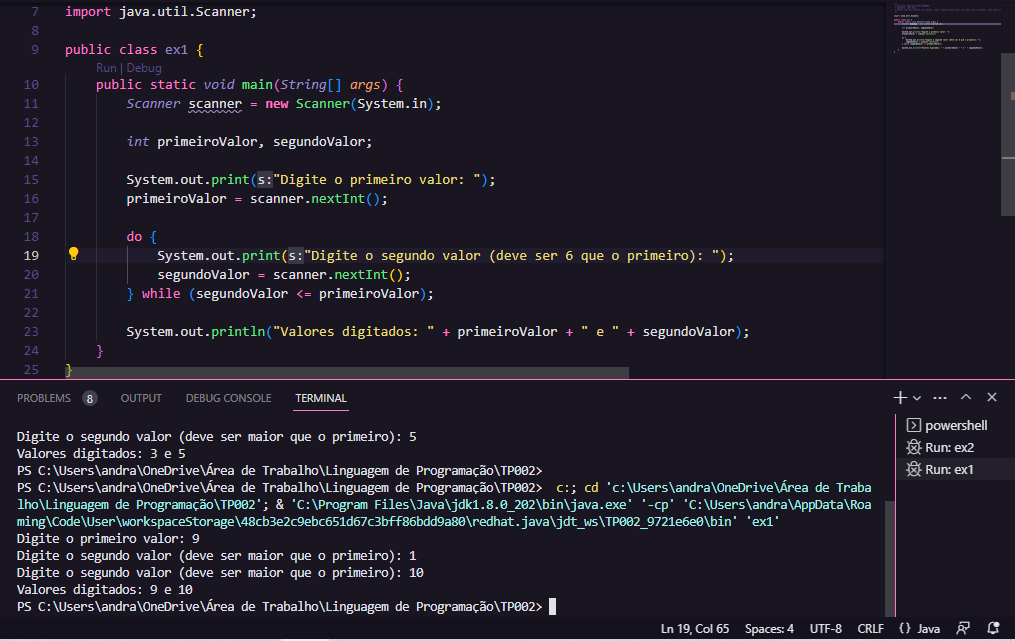 7 import java.util.Scanner;
8
9 public class ex1 {
Run | Debug
10 public static void main(String[] args) {
11 Scanner scanner = new Scanner(System.in);
12
13 int primeiroValor, segundoValor;
14
15 System.out.print(s:"Digite o primeiro valor: ");
16 primeiroValor = scanner.nextInt();
17
18 do {
19 System.out.print(s:"Digite o segundo valor (deve ser 6 que o primeiro): ");
20 segundoValor = scanner.nextInt();
21 } while (segundoValor <= primeiroValor);
22
23 System.out.println("Valores digitados: " + primeiroValor + " e " + segundoValor);
24 }
25 }
PROBLEMS 8 OUTPUT DEBUG CONSOLE TERMINAL
powershell
Run: ex2
Run: ex1
Digite o segundo valor (deve ser maior que o primeiro): 5
Valores digitados: 3 e 5
PS C:\Users\andra\OneDrive\Área de Trabalho\Linguagem de Programação\TP002>
PS C:\Users\andra\OneDrive\Área de Trabalho\Linguagem de Programação\TP002> c:; cd 'c:\Users\andra\OneDrive\Área de Traba
lho\Linguagem de Programação\TP002'; & 'C:\Program Files\Java\jdk1.8.0_202\bin\java.exe' '-cp' 'C:\Users\andra\AppData\Roa
ming\Code\User\workspaceStorage\48cb3e2c9ebc651d67c3bff86bdd9a80\redhat.java\jdt_ws\TP002_9721e6e0\bin' 'ex1'
Digite o primeiro valor: 9
Digite o segundo valor (deve ser maior que o primeiro): 1
Digite o segundo valor (deve ser maior que o primeiro): 10
Valores digitados: 9 e 10
PS C:\Users\andra\OneDrive\Área de Trabalho\Linguagem de Programação\TP002>
Ln 19, Col 65 Spaces: 4 UTF-8 CRLF {} Java